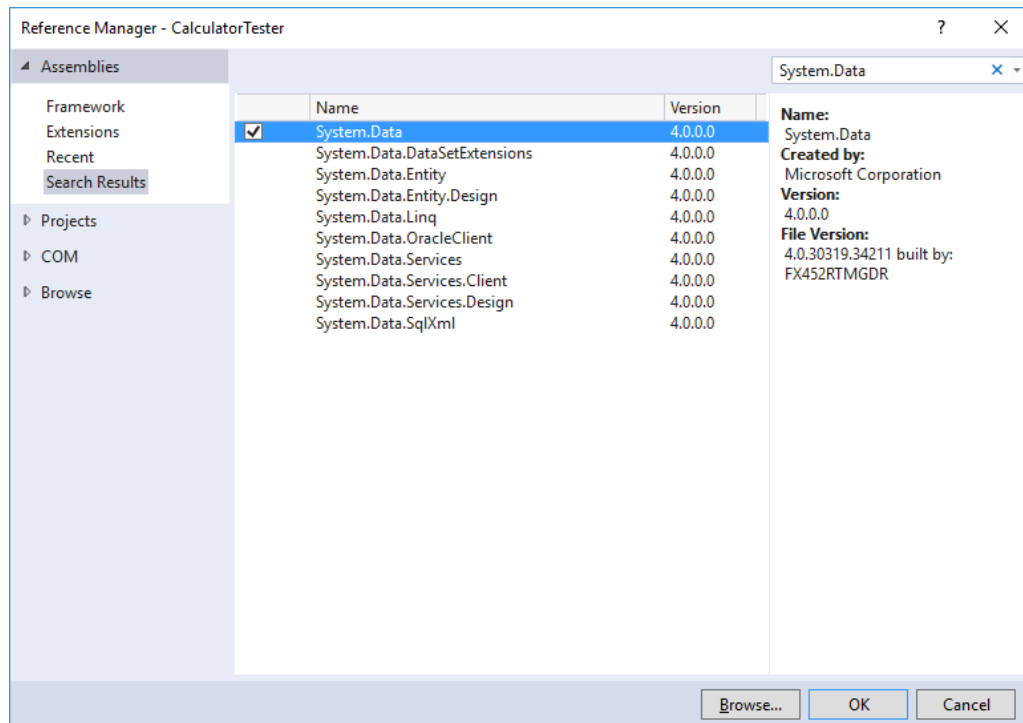 Reference Manager - CalculatorTester
Assemblies
Framework
Extensions
Recent
Search Results
Projects
COM
Browse
Name Version
System.Data 4.0.0.0
System.Data.DataSetExtensions 4.0.0.0
System.Data.Entity 4.0.0.0
System.Data.Entity.Design 4.0.0.0
System.Data.Linq 4.0.0.0
System.Data.OracleClient 4.0.0.0
System.Data.Services 4.0.0.0
System.Data.Services.Client 4.0.0.0
System.Data.Services.Design 4.0.0.0
System.Data.SqlXml 4.0.0.0
System.Data
Name:
System.Data
Created by:
Microsoft Corporation
Version:
4.0.0.0
File Version:
4.0.30319.34211 built by:
FX452RTMGDR
Browse... OK Cancel